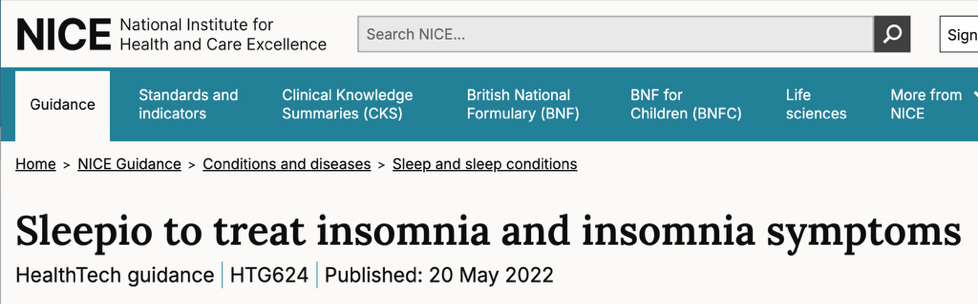 NICE National Institute for
Health and Care Excellence
Search NICE...
Sign
Guidance
Standards and
indicators
Clinical Knowledge
Summaries (CKS)
British National
Formulary (BNF)
BNF for
Children (BNFC)
Life
sciences
More from
NICE
Home > NICE Guidance > Conditions and diseases > Sleep and sleep conditions
Sleepio to treat insomnia and insomnia symptoms
HealthTech guidance | HTG624 | Published: 20 May 2022